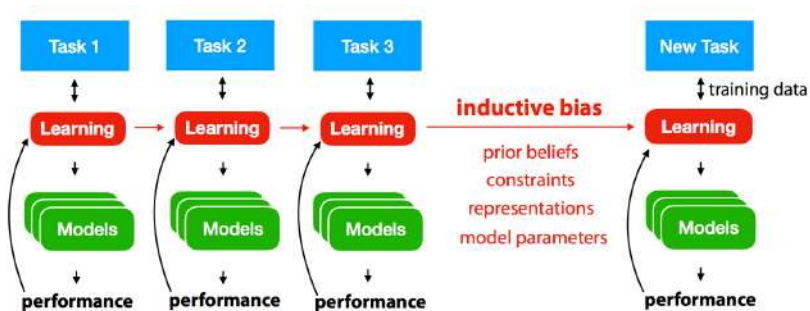 Task 1
Task 2
Task 3
New Task
training data
Learning
Learning
Learning
inductive bias
Learning
prior beliefs
constraints
representations
model parameters
Models
Models
Models
Models
performance
performance
performance
performance